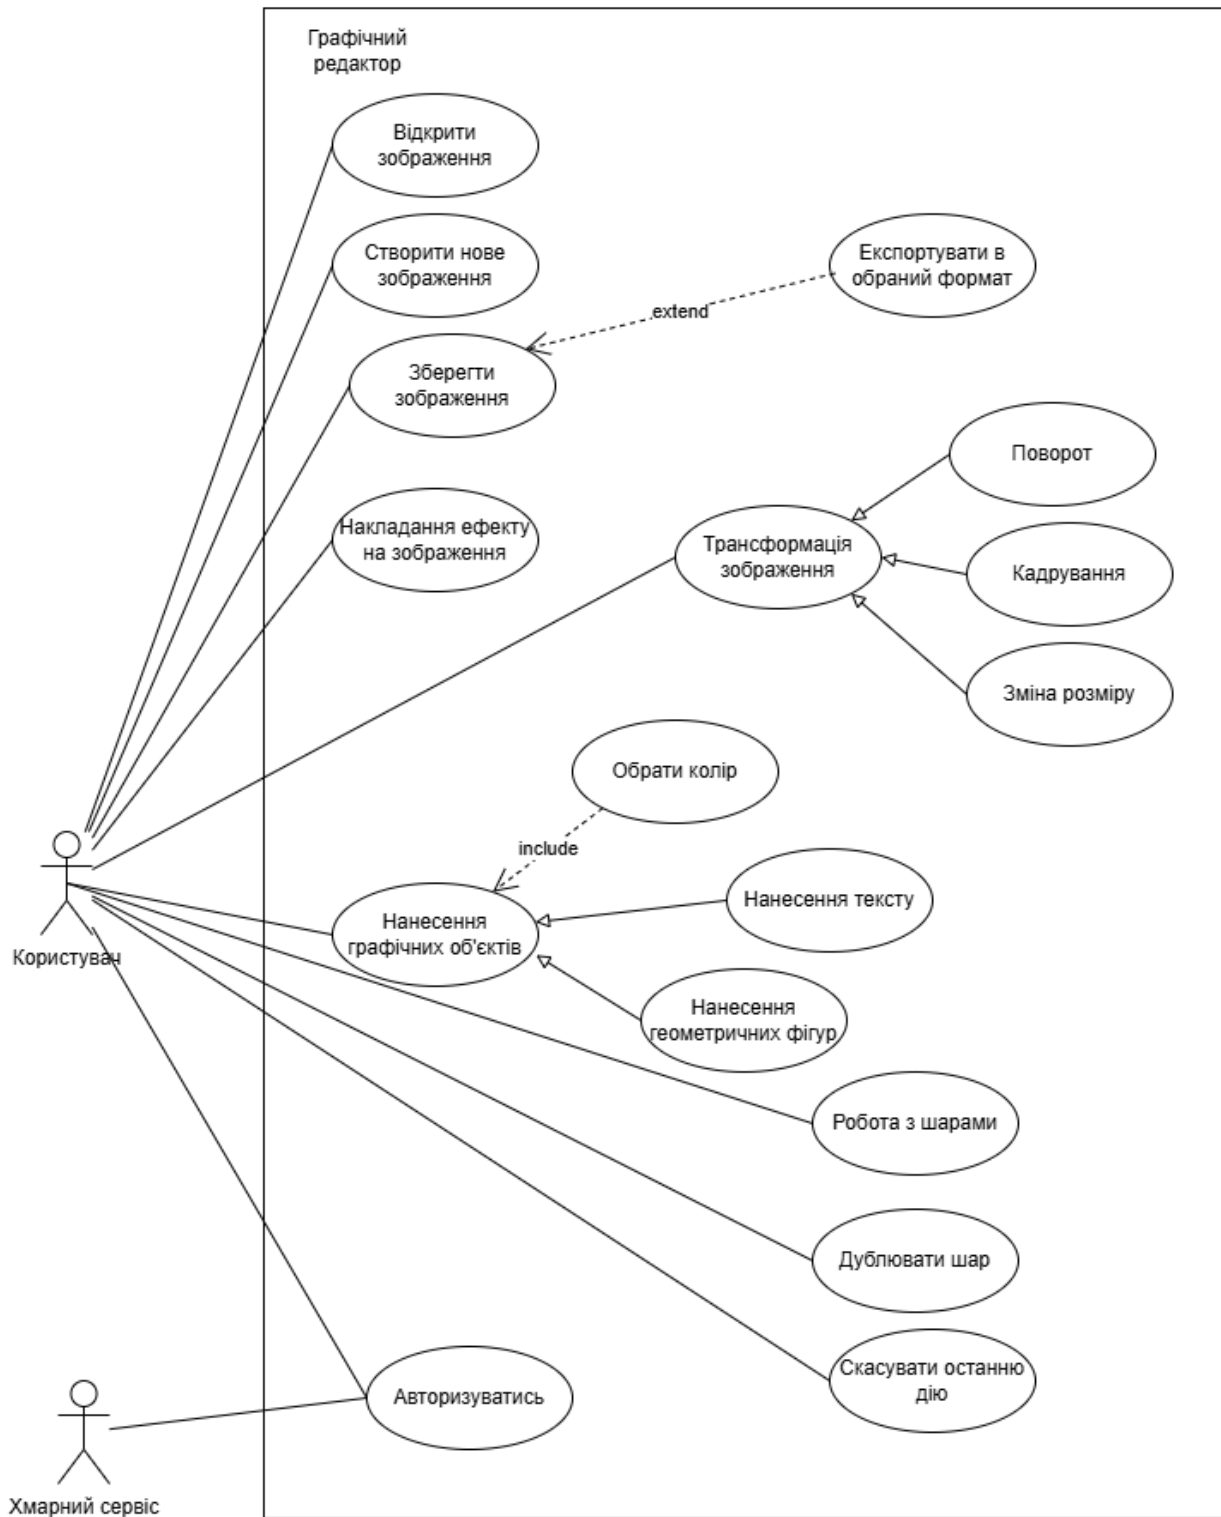 Графічний
редактор
Відкрити
зображення
Створити нове
зображення
Експортувати в
обраний формат
extend
Зберегти
зображення
Поворот
Накладання ефекту
на зображення
Трансформація
зображення
Кадрування
Зміна розміру
Обрати колір
include
Нанесення тексту
Нанесення
графічних об'єктів
Користувач
Нанесення
геометричних фігур
Робота з шарами
Дублювати шар
Скасувати останню
дію
Авторизуватись
Хмарний сервіс